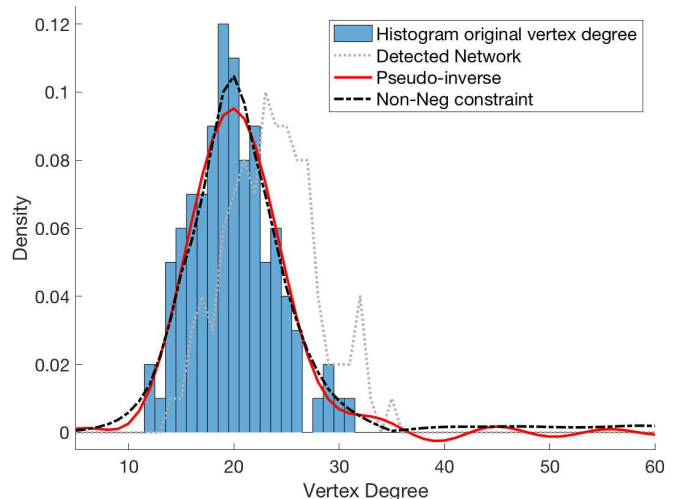 0.12
0.1
0.08
0.06
0.04
0.02
0
Density
Histogram original vertex degree
Detected Network
Pseudo-inverse
Non-Neg constraint
10 20 30 40 50 60
Vertex Degree